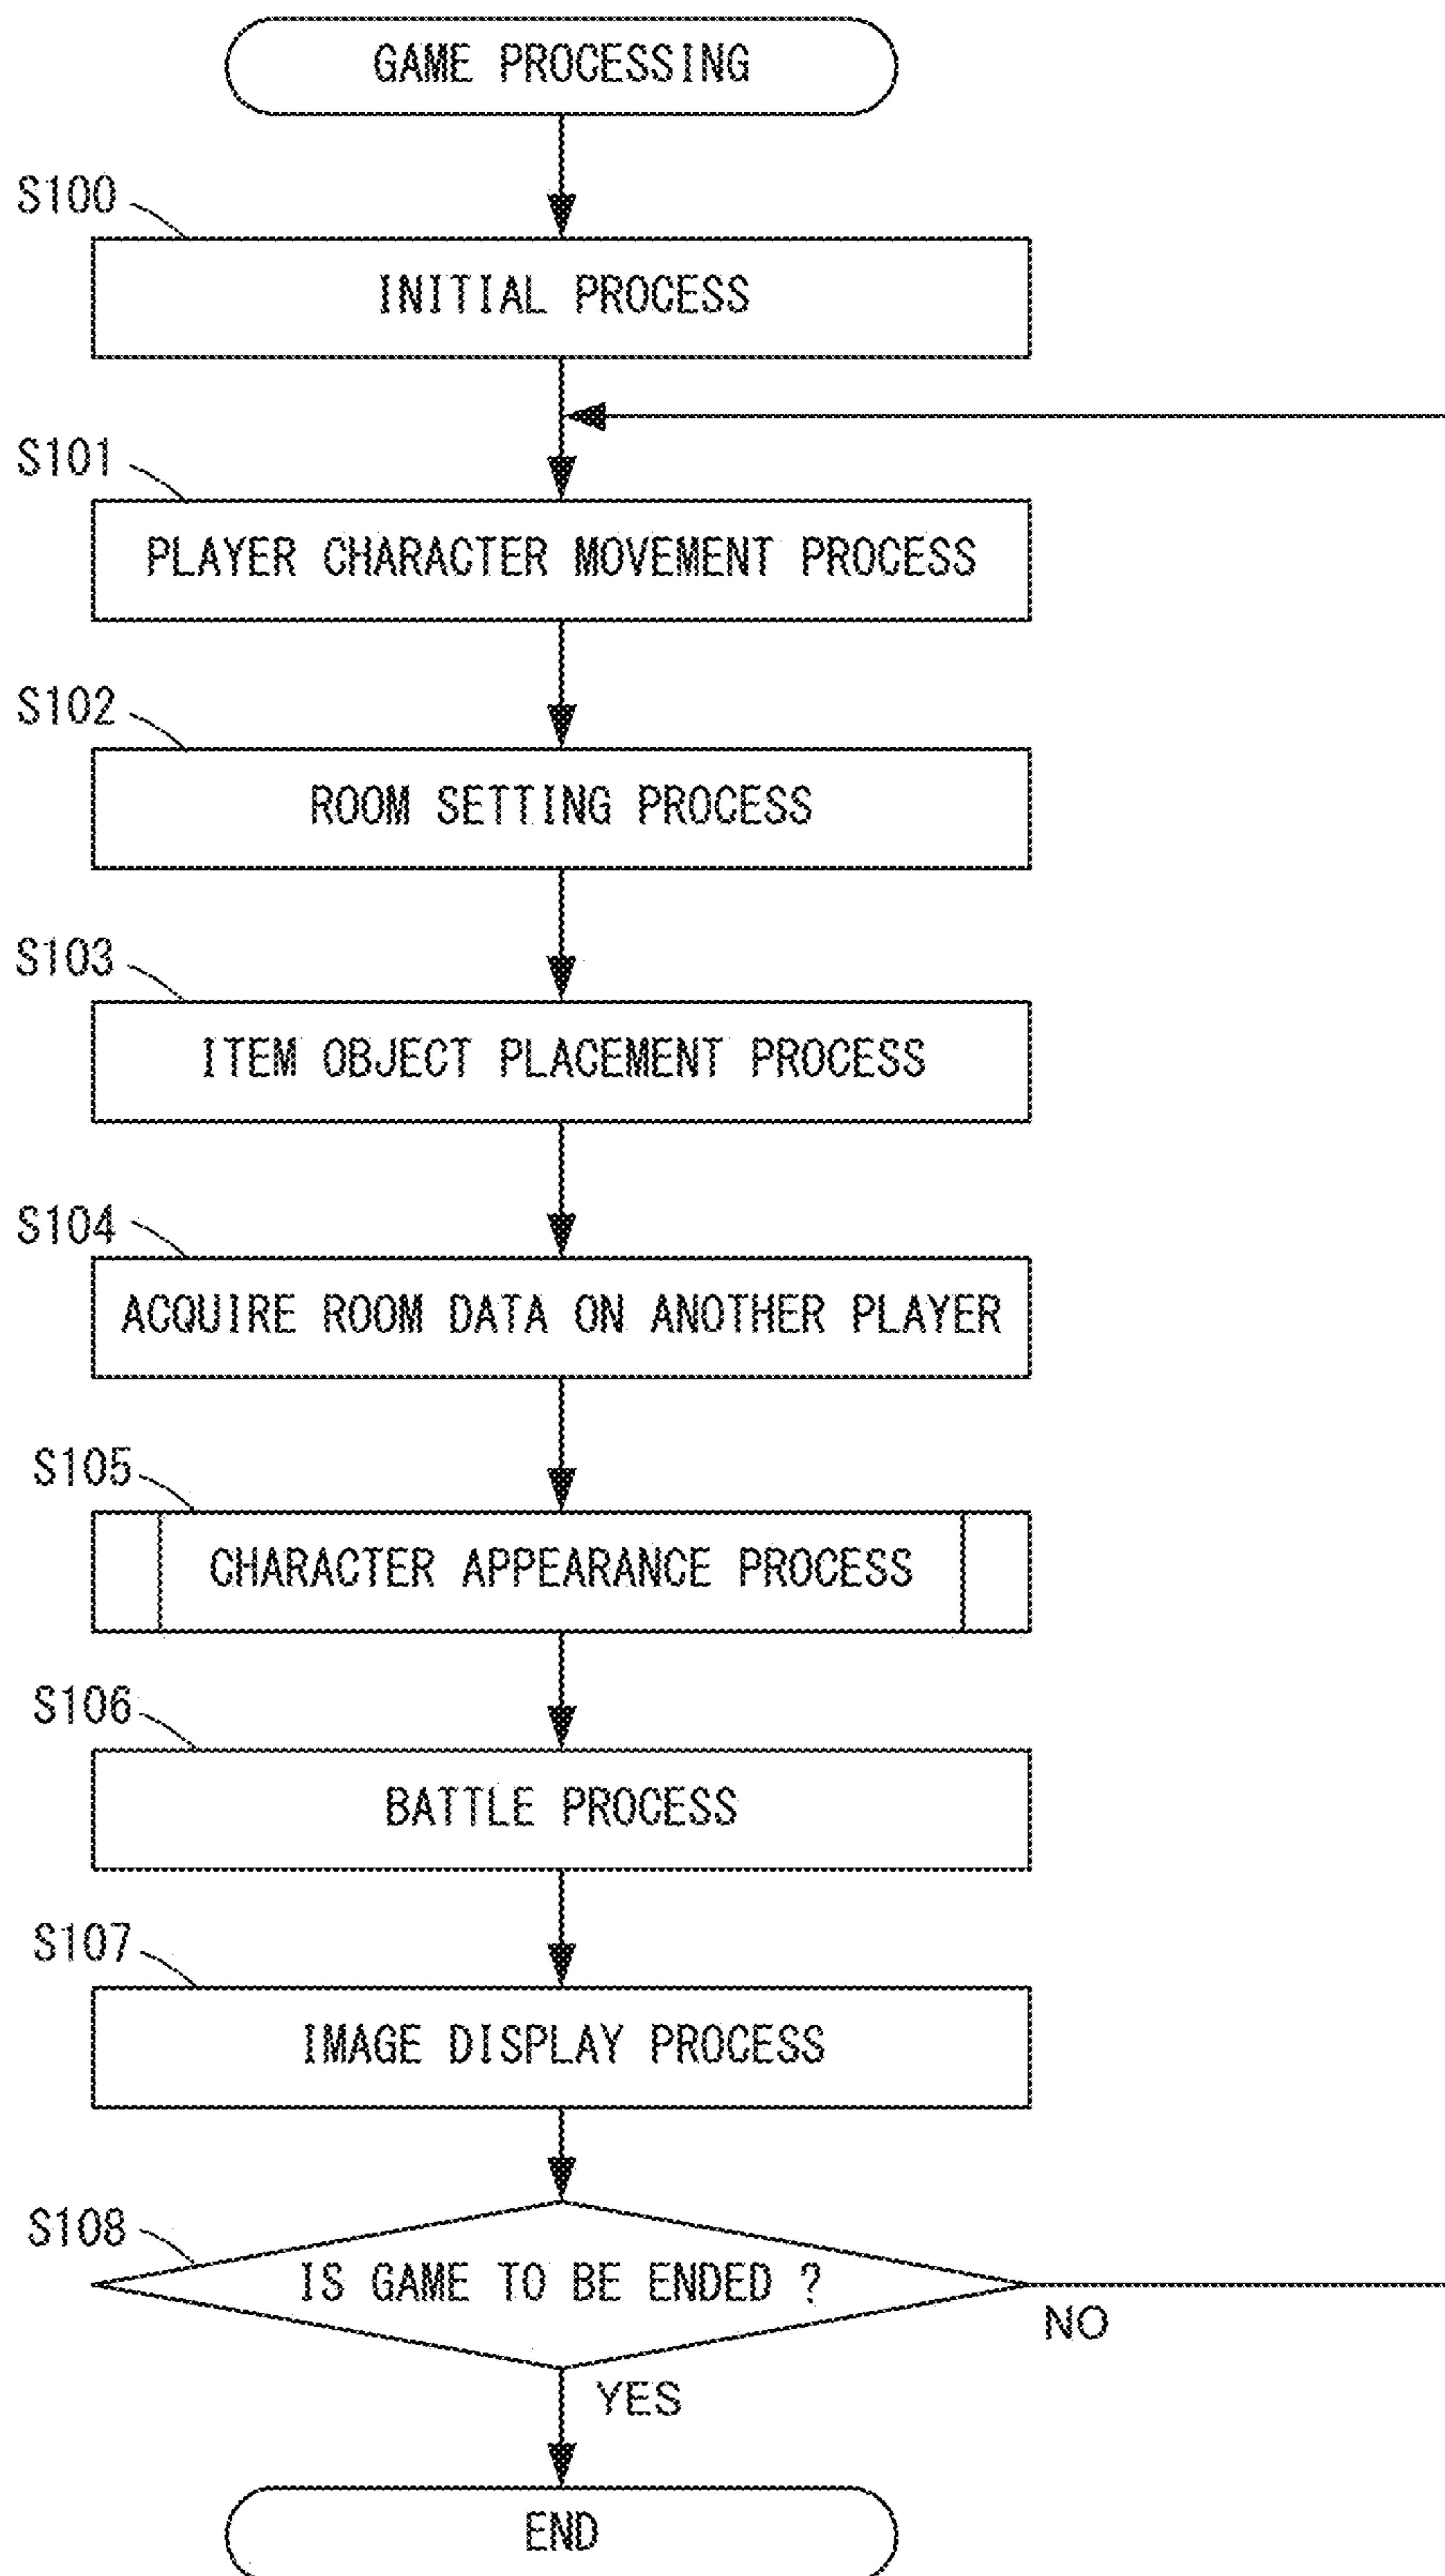 GAME PROCESSING
S100
INITIAL PROCESS
S101
PLAYER CHARACTER MOVEMENT PROCESS
S102
ROOM SETTING PROCESS
S103
ITEM OBJECT PLACEMENT PROCESS
S104
ACQUIRE ROOM DATA ON ANOTHER PLAYER
S105
CHARACTER APPEARANCE PROCESS
S106
BATTLE PROCESS
S107
IMAGE DISPLAY PROCESS
S108
IS GAME TO BE ENDED ?
NO
YES
END